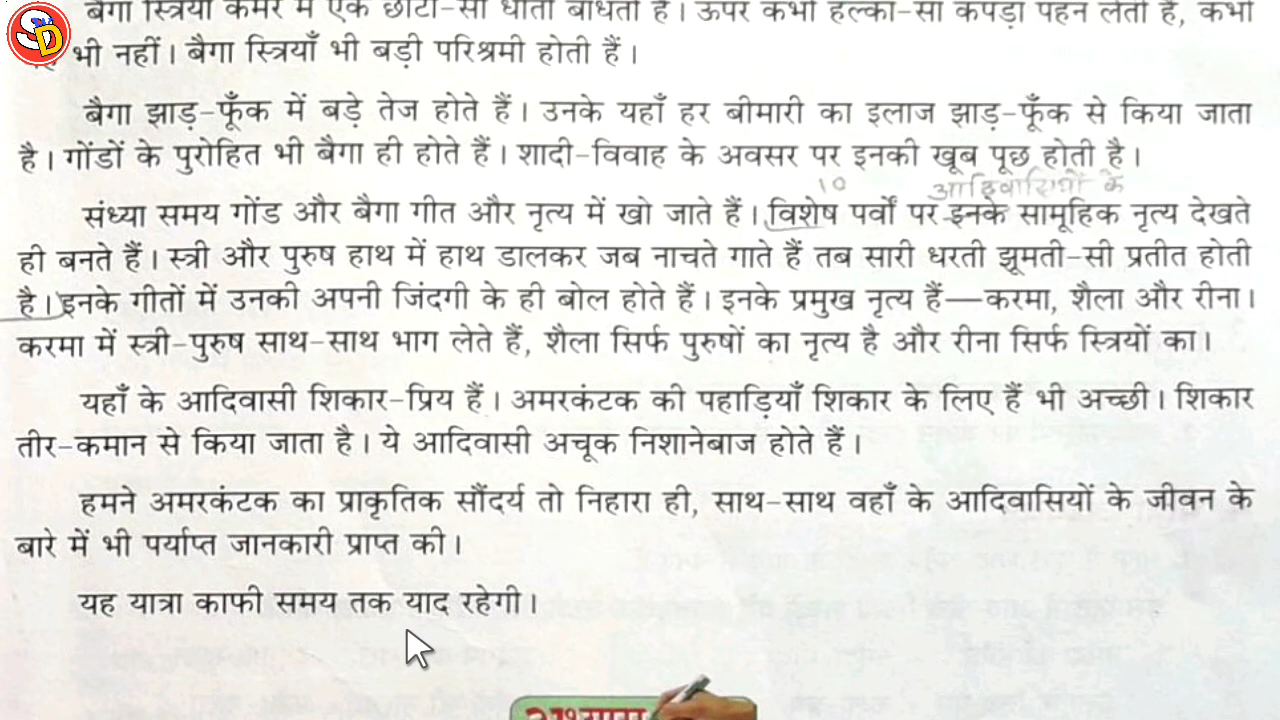 बैगा स्त्रियाँ कमर में एक छोटी-सी धोती बाँधती हैं। ऊपर कभी हल्का-सा कपड़ा पहन लेती हैं, कभी
भी नहीं। बैगा स्त्रियाँ भी बड़ी परिश्रमी होती हैं।
बैगा झाड़-फूँक में बड़े तेज होते हैं। उनके यहाँ हर बीमारी का इलाज झाड़-फूँक से किया जाता
है। गोंडों के पुरोहित भी बैगा ही होते हैं। शादी-विवाह के अवसर पर इनकी खूब पूछ होती है।
10 आदिवासियों के
संध्या समय गोंड और बैगा गीत और नृत्य में खो जाते हैं। विशेष पर्वों पर इनके सामूहिक नृत्य देखते
ही बनते हैं। स्त्री और पुरुष हाथ में हाथ डालकर जब नाचते गाते हैं तब सारी धरती झूमती-सी प्रतीत होती
है। इनके गीतों में उनकी अपनी जिंदगी के ही बोल होते हैं। इनके प्रमुख नृत्य हैं—करमा, शैला और रीना।
करमा में स्त्री-पुरुष साथ-साथ भाग लेते हैं, शैला सिर्फ पुरुषों का नृत्य है और रीना सिर्फ स्त्रियों का।
यहाँ के आदिवासी शिकार-प्रिय हैं। अमरकंटक की पहाड़ियाँ शिकार के लिए हैं भी अच्छी। शिकार
तीर-कमान से किया जाता है। ये आदिवासी अचूक निशानेबाज होते हैं।
हमने अमरकंटक का प्राकृतिक सौंदर्य तो निहारा ही, साथ-साथ वहाँ के आदिवासियों के जीवन के
बारे में भी पर्याप्त जानकारी प्राप्त की।
यह यात्रा काफी समय तक याद रहेगी।
अभ्यास